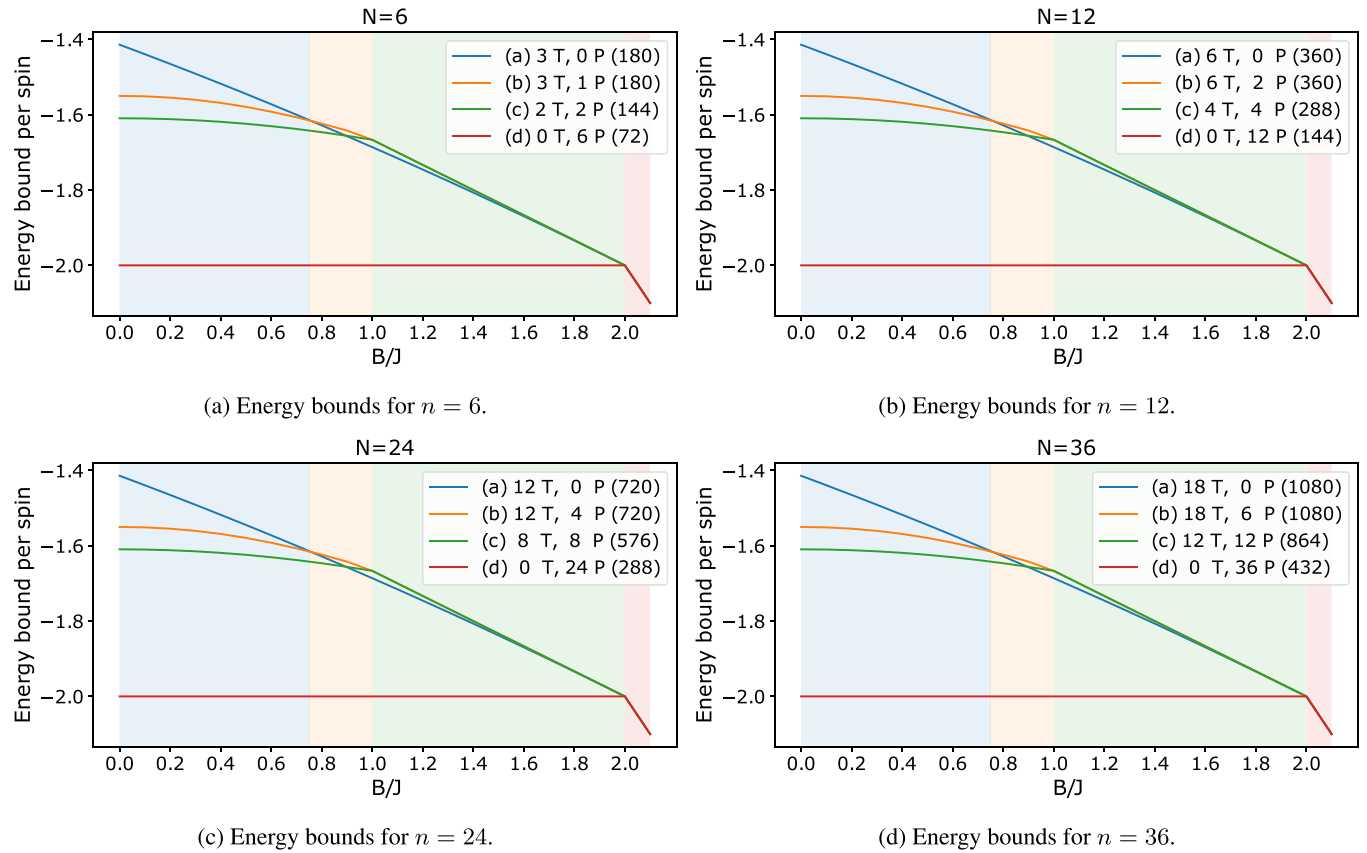 N=6
Energy bound per spin
−1.4
−1.6
−1.8
−2.0
(a) 3 T, 0 P (180)
(b) 3 T, 1 P (180)
(c) 2 T, 2 P (144)
(d) 0 T, 6 P (72)
0.0 0.2 0.4 0.6 0.8 1.0 1.2 1.4 1.6 1.8 2.0
B/J
(a) Energy bounds for n = 6.
N=12
Energy bound per spin
−1.4
−1.6
−1.8
−2.0
(a) 6 T, 0 P (360)
(b) 6 T, 2 P (360)
(c) 4 T, 4 P (288)
(d) 0 T, 12 P (144)
0.0 0.2 0.4 0.6 0.8 1.0 1.2 1.4 1.6 1.8 2.0
B/J
(b) Energy bounds for n = 12.
N=24
Energy bound per spin
−1.4
−1.6
−1.8
−2.0
(a) 12 T, 0 P (720)
(b) 12 T, 4 P (720)
(c) 8 T, 8 P (576)
(d) 0 T, 24 P (288)
0.0 0.2 0.4 0.6 0.8 1.0 1.2 1.4 1.6 1.8 2.0
B/J
(c) Energy bounds for n = 24.
N=36
Energy bound per spin
−1.4
−1.6
−1.8
−2.0
(a) 18 T, 0 P (1080)
(b) 18 T, 6 P (1080)
(c) 12 T, 12 P (864)
(d) 0 T, 36 P (432)
0.0 0.2 0.4 0.6 0.8 1.0 1.2 1.4 1.6 1.8 2.0
B/J
(d) Energy bounds for n = 36.